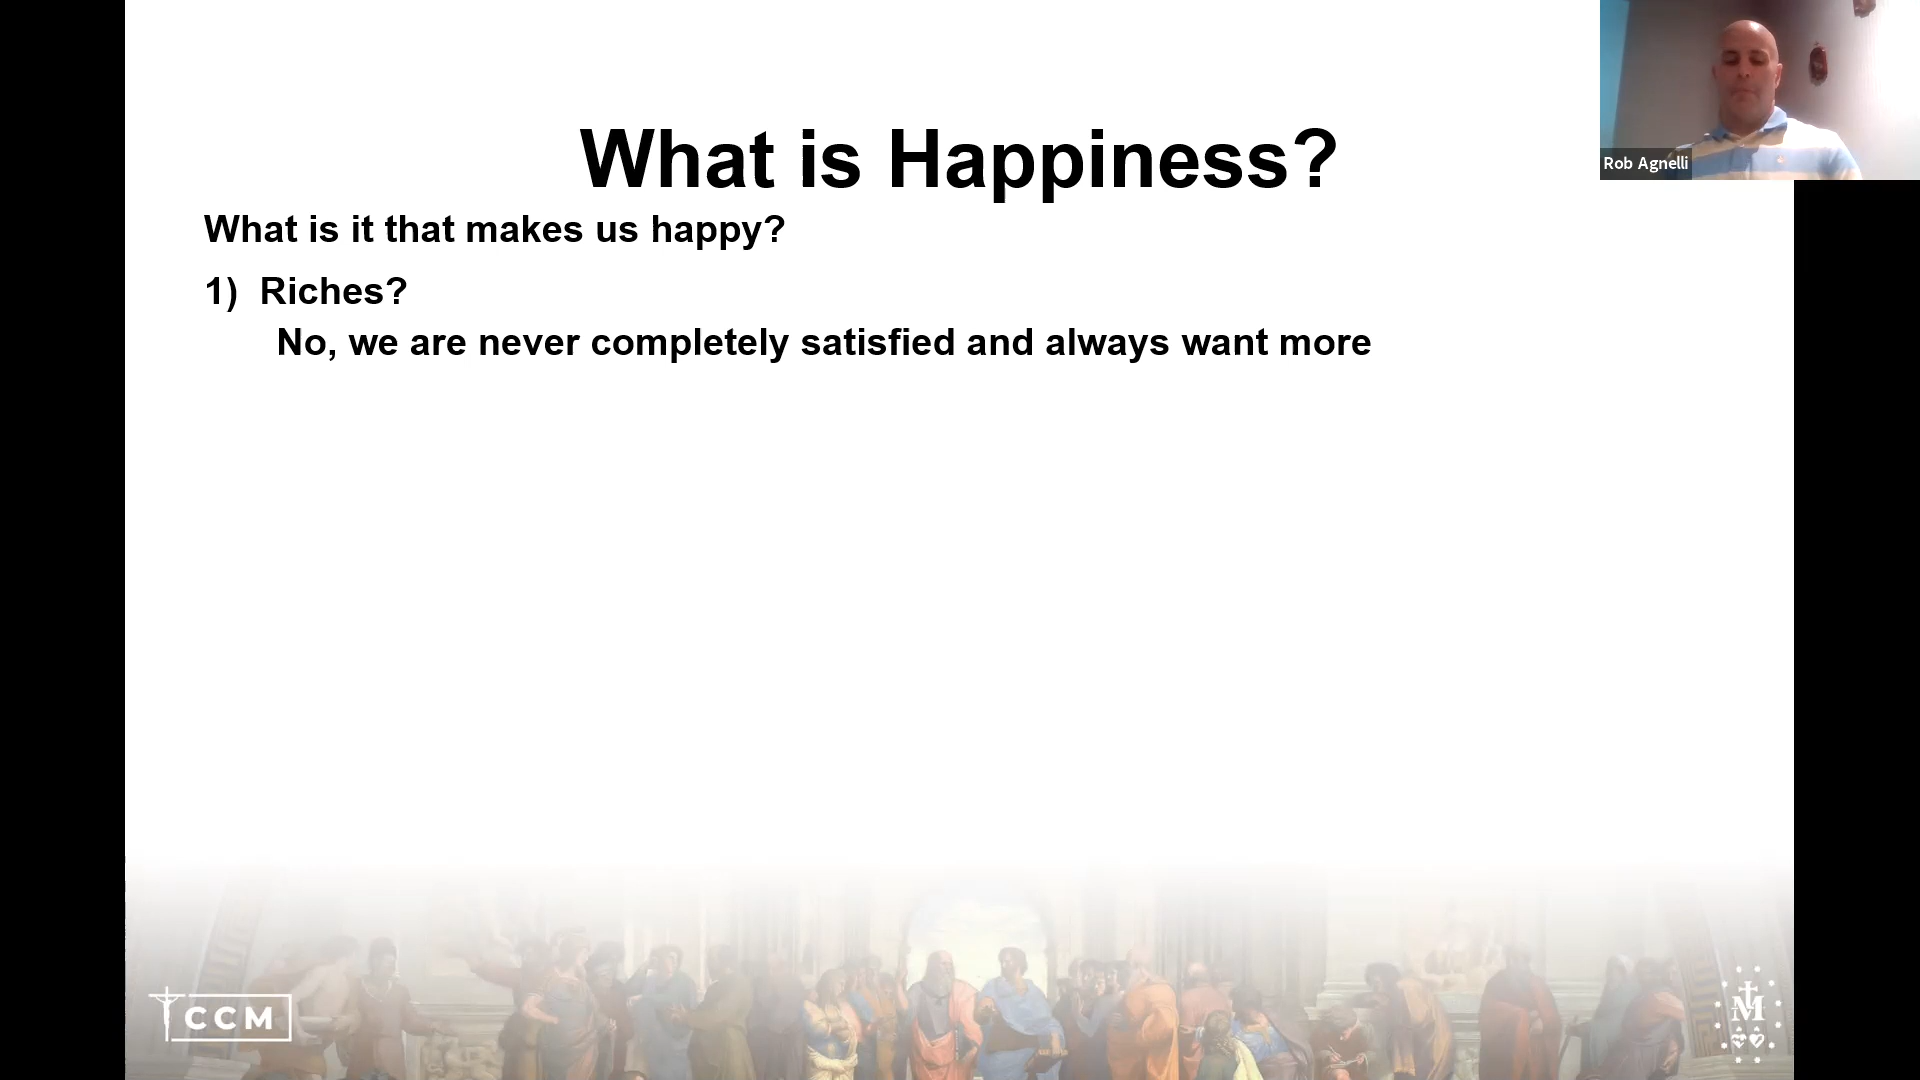 What is Happiness?
What is it that makes us happy?
1) Riches?
No, we are never completely satisfied and always want more
Rob Agnelli
CCM
M